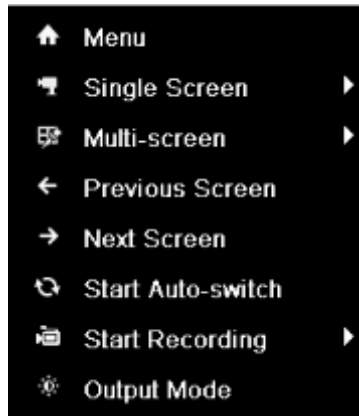 Menu
Single Screen
Multi-screen
Previous Screen
Next Screen
Start Auto-switch
Start Recording
Output Mode